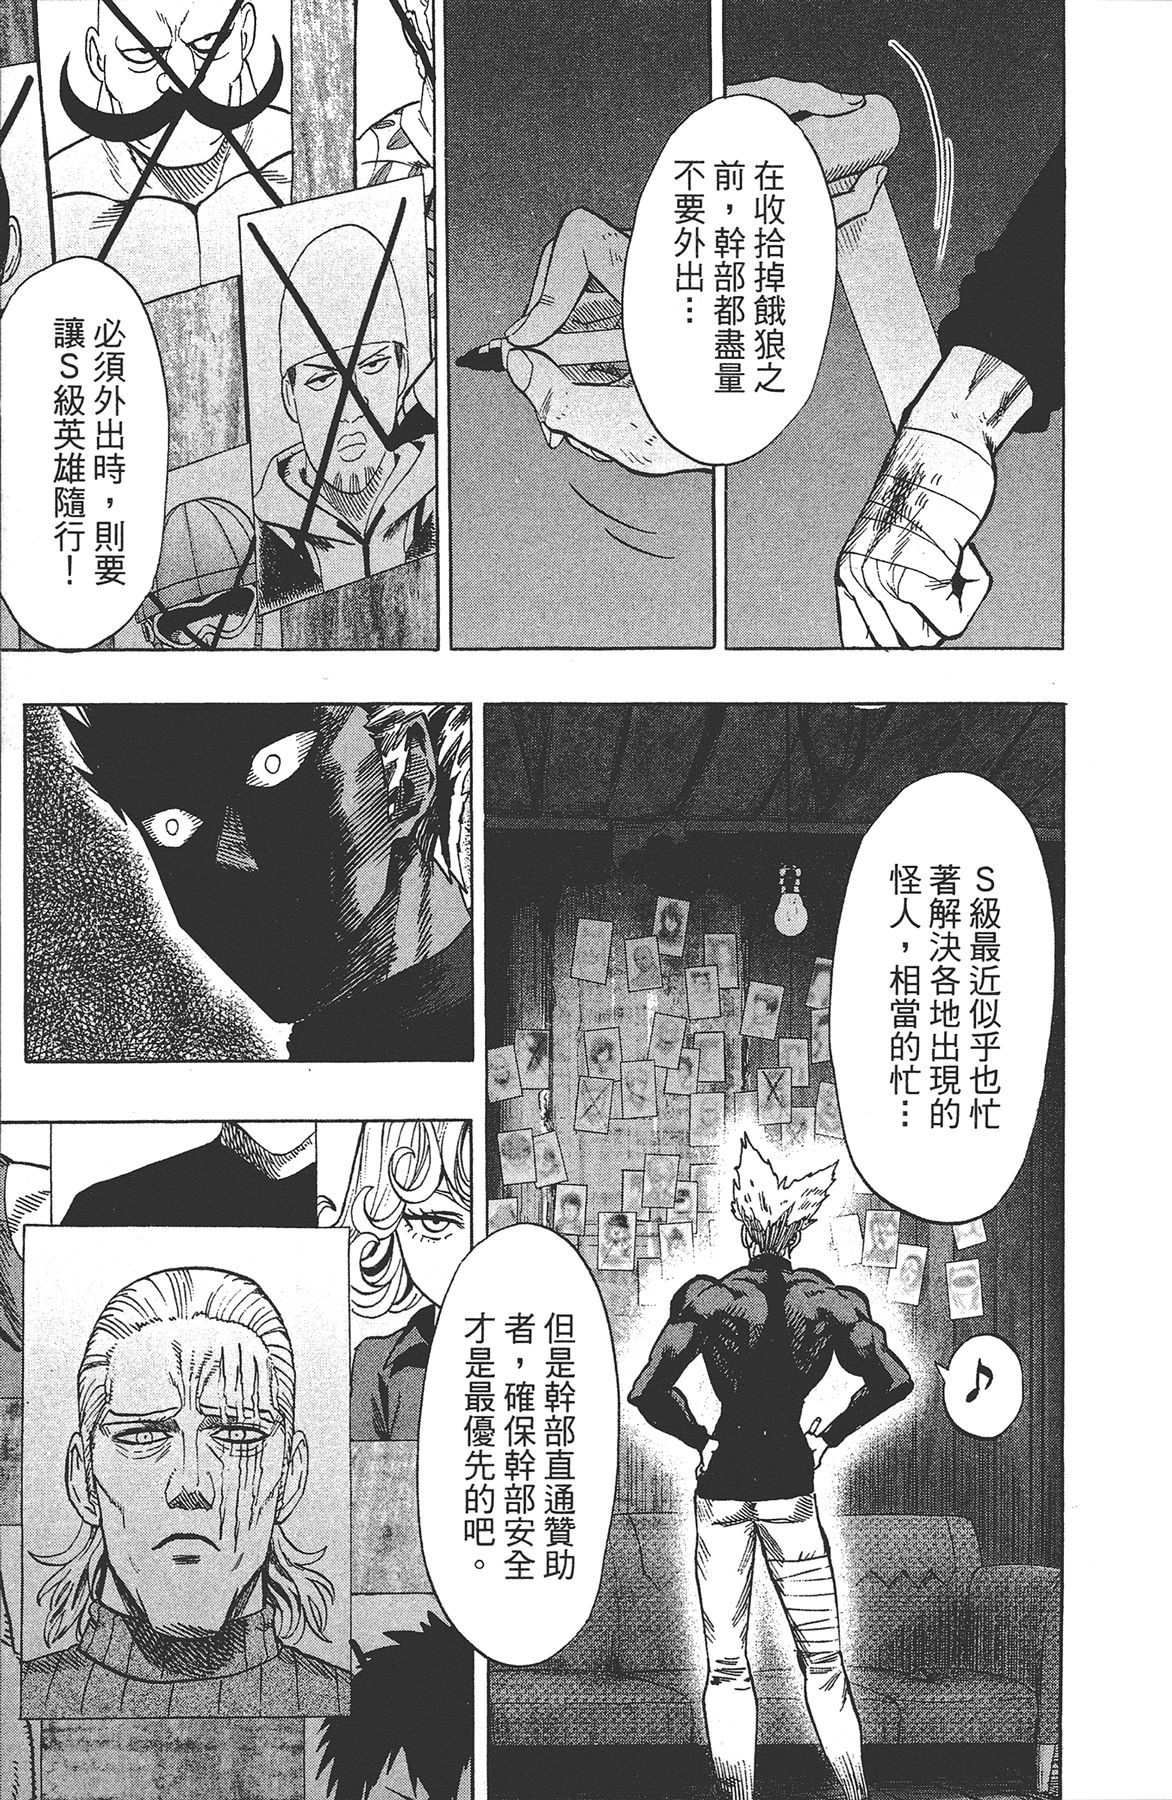 在收拾掉餓狼之
前，幹部都盡量
不要外出…
必須外出時，則要
讓S級英雄隨行！
S級最近似乎也忙
著解決各地出現的
怪人，相當的忙…
但是幹部直通贊助
者，確保幹部安全
才是最優先的吧。